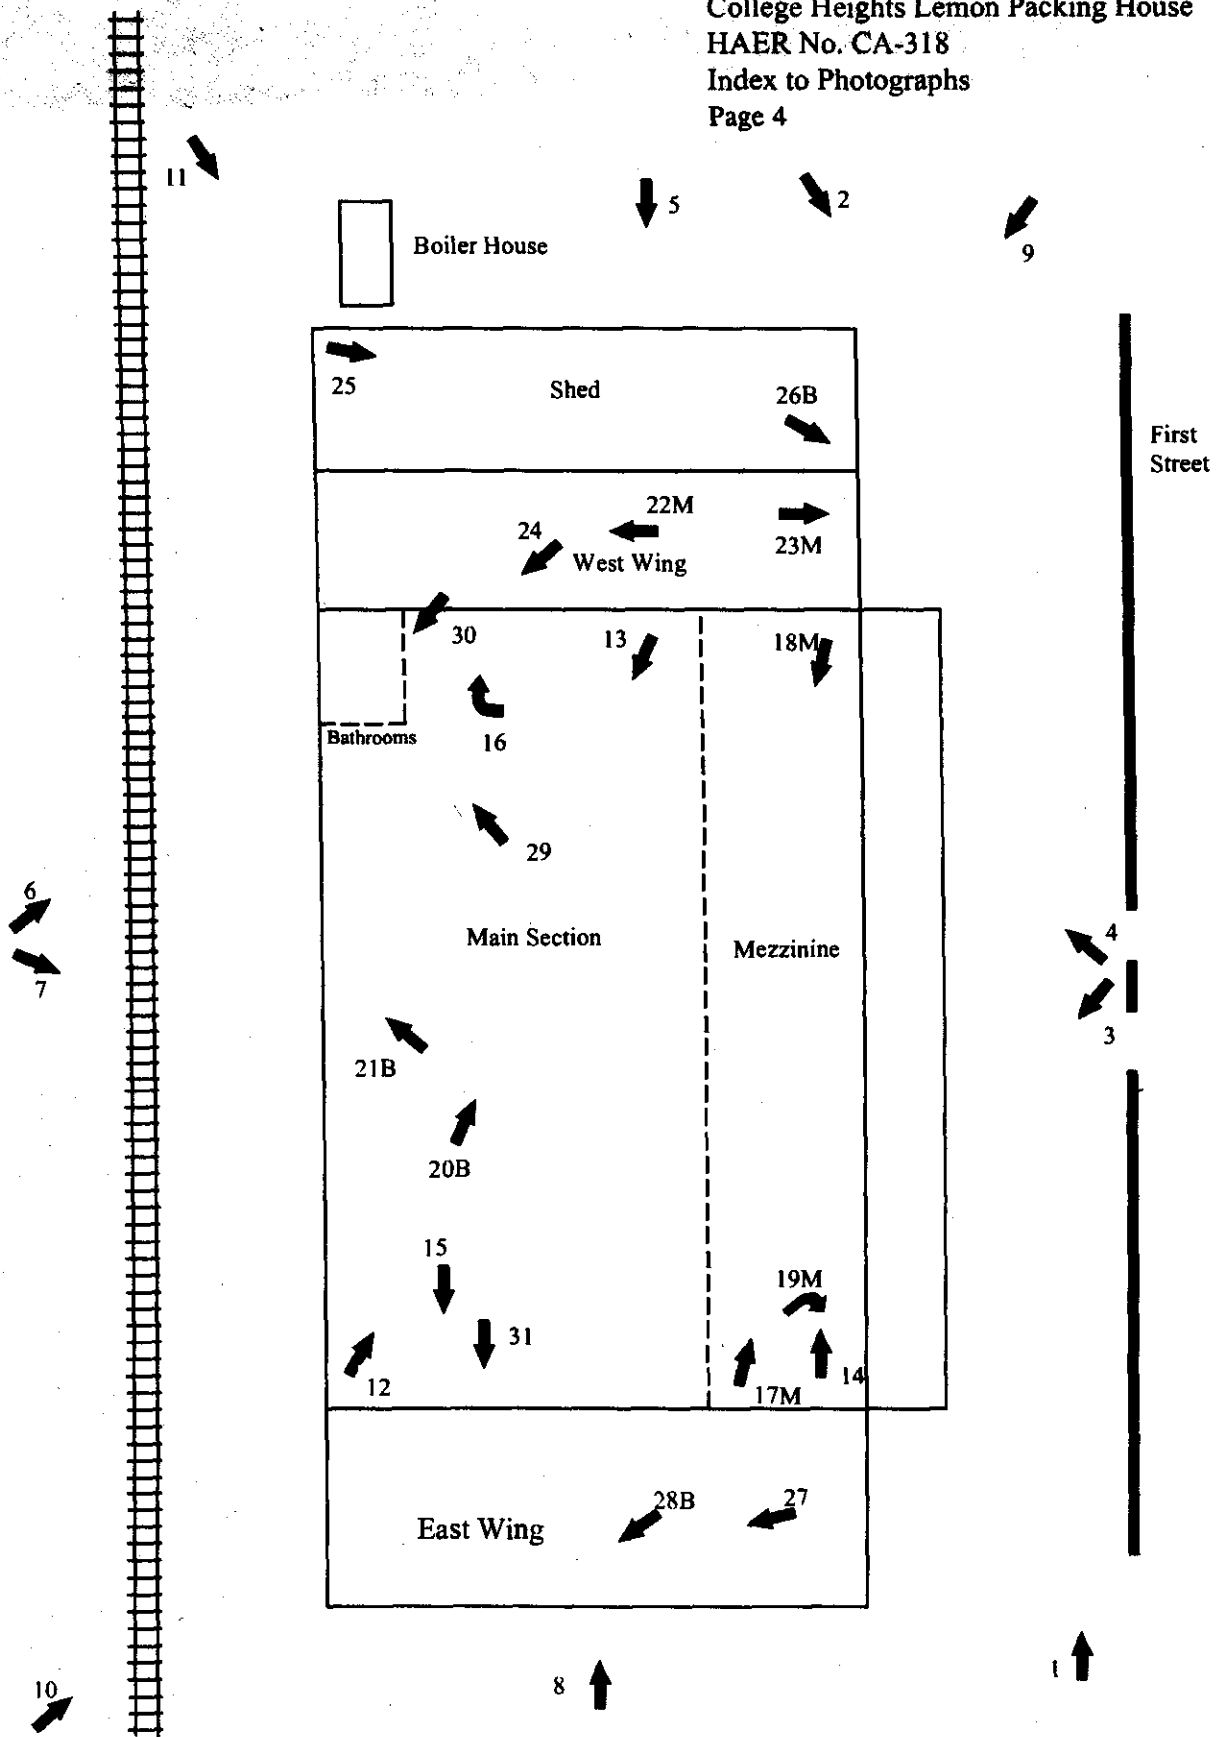 College Heights Lemon Packing House
HAER No. CA-318
Index to Photographs
Page 4
11
5
2
9
Boiler House
25
Shed
26B
First
Street
22M
24
23M
West Wing
30
13
18M
Bathrooms
16
29
6
Main Section
Mezzinine
4
7
3
21B
20B
15
19M
31
12
14
17M
28B
27
East Wing
1
8
10